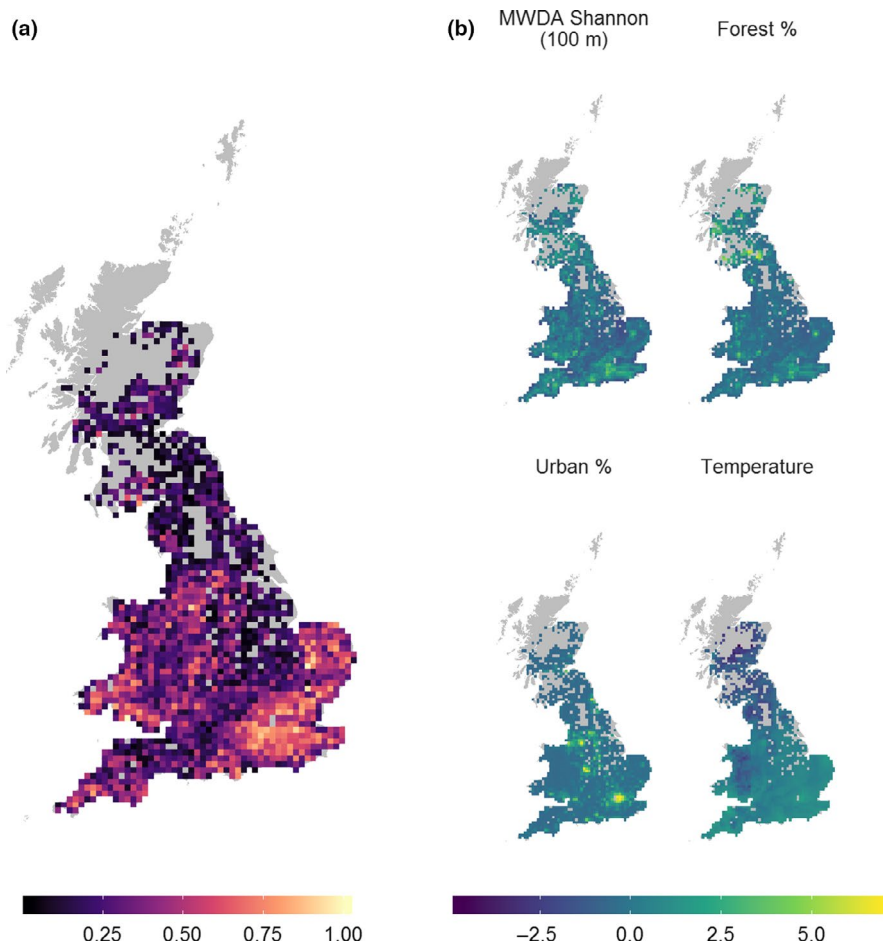 (a)
(b)
MWDA Shannon
(100 m)
Forest %
Urban %
Temperature
0.25 0.50 0.75 1.00
−2.5 0.0 2.5 5.0